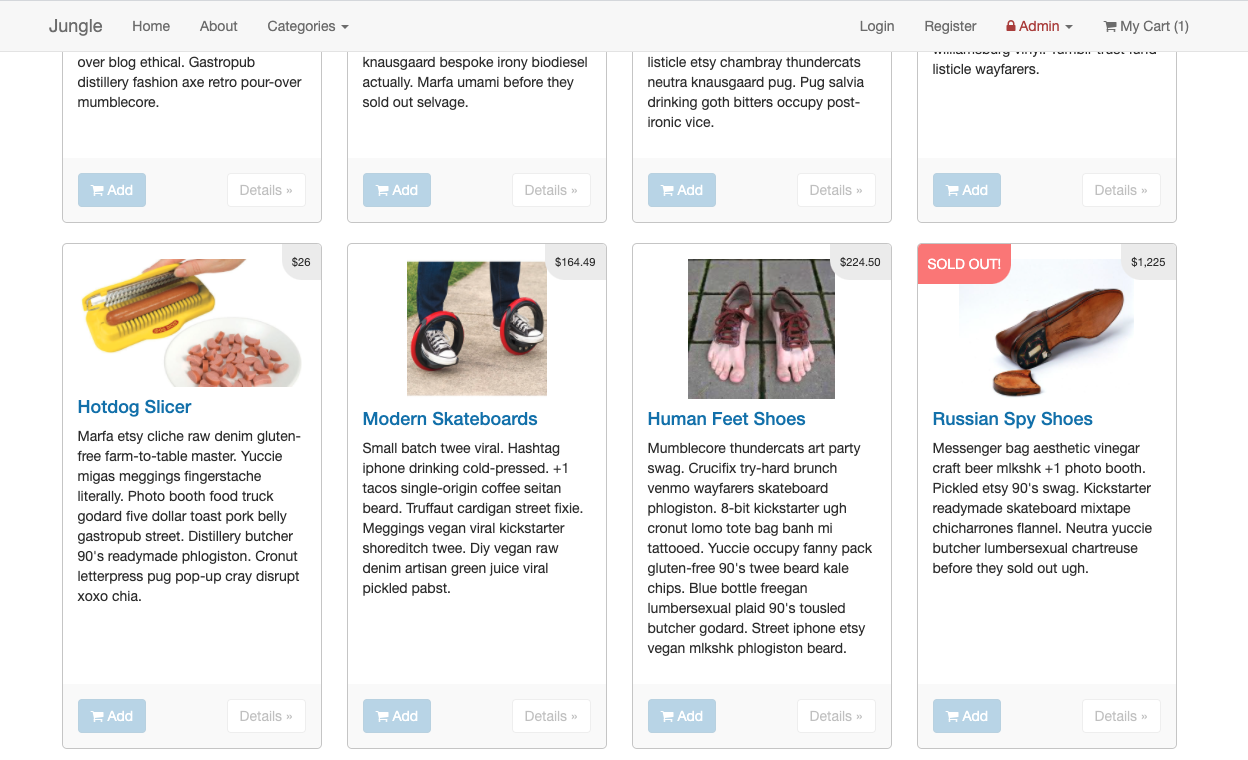 Jungle Home About Categories Login Register Admin My Cart (1)
over blog ethical. Gastropub
distillery fashion axe retro pour-over
mumblecore.
knausgaard bespoke irony biodiesel
actually. Marfa umami before they
sold out selvage.
listicle etsy chambray thundercats
neutra knausgaard pug. Pug salvia
drinking goth bitters occupy post-
ironic vice.
williamsburg vinyl. Tumblr trust fund
listicle wayfarers.
Add Details »
Add Details »
Add Details »
Add Details »
$26
Hotdog Slicer
Marfa etsy cliche raw denim gluten-
free farm-to-table master. Yuccie
migas meggings fingerstache
literally. Photo booth food truck
godard five dollar toast pork belly
gastropub street. Distillery butcher
90's readymade phlogiston. Cronut
letterpress pug pop-up cray disrupt
xoxo chia.
Add Details »
$164.49
Modern Skateboards
Small batch twee viral. Hashtag
iphone drinking cold-pressed. +1
tacos single-origin coffee seitan
beard. Truffaut cardigan street fixie.
Meggings vegan viral kickstarter
shoreditch twee. Diy vegan raw
denim artisan green juice viral
pickled pabst.
Add Details »
$224.50
Human Feet Shoes
Mumblecore thundercats art party
swag. Crucifix try-hard brunch
venmo wayfarers skateboard
phlogiston. 8-bit kickstarter ugh
cronut lomo tote bag banh mi
tattooed. Yuccie occupy fanny pack
gluten-free 90's twee beard kale
chips. Blue bottle freegan
lumbersexual plaid 90's tousled
butcher godard. Street iphone etsy
vegan mlkshk phlogiston beard.
Add Details »
SOLD OUT! $1,225
Russian Spy Shoes
Messenger bag aesthetic vinegar
craft beer mlkshk +1 photo booth.
Pickled etsy 90's swag. Kickstarter
readymade skateboard mixtape
chicharrones flannel. Neutra yuccie
butcher lumbersexual chartreuse
before they sold out ugh.
Add Details »